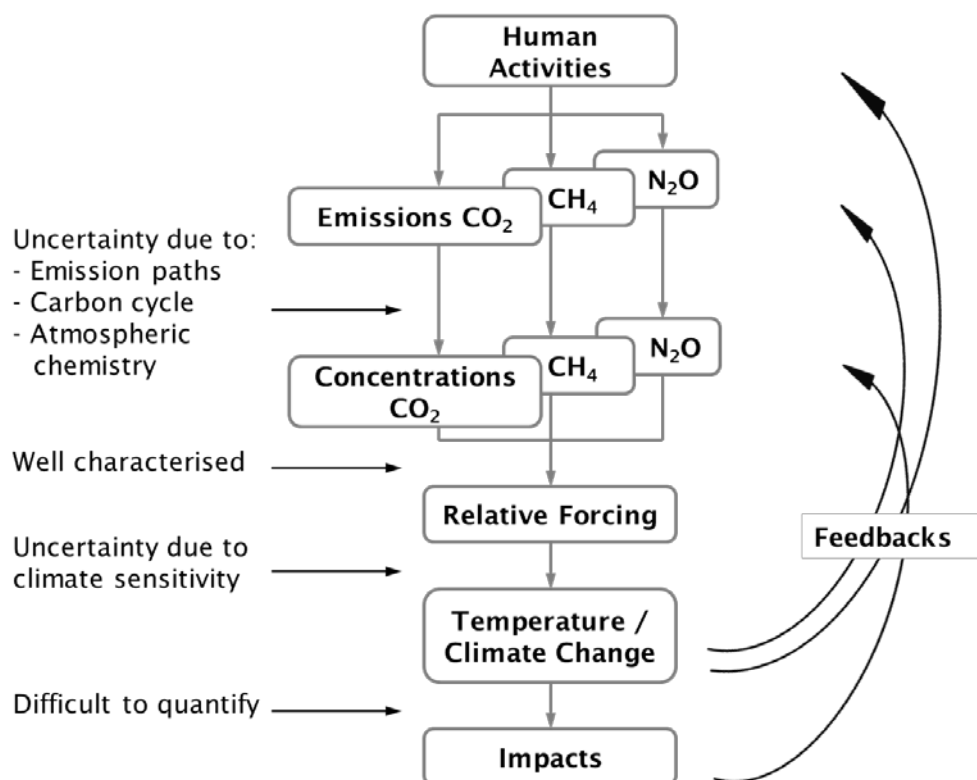 Human
Activities
Emissions CO₂
CH₄
N₂O
Uncertainty due to:
- Emission paths
- Carbon cycle
- Atmospheric
chemistry
Concentrations
CO₂
CH₄
N₂O
Well characterised
Relative Forcing
Feedbacks
Uncertainty due to
climate sensitivity
Temperature /
Climate Change
Difficult to quantify
Impacts